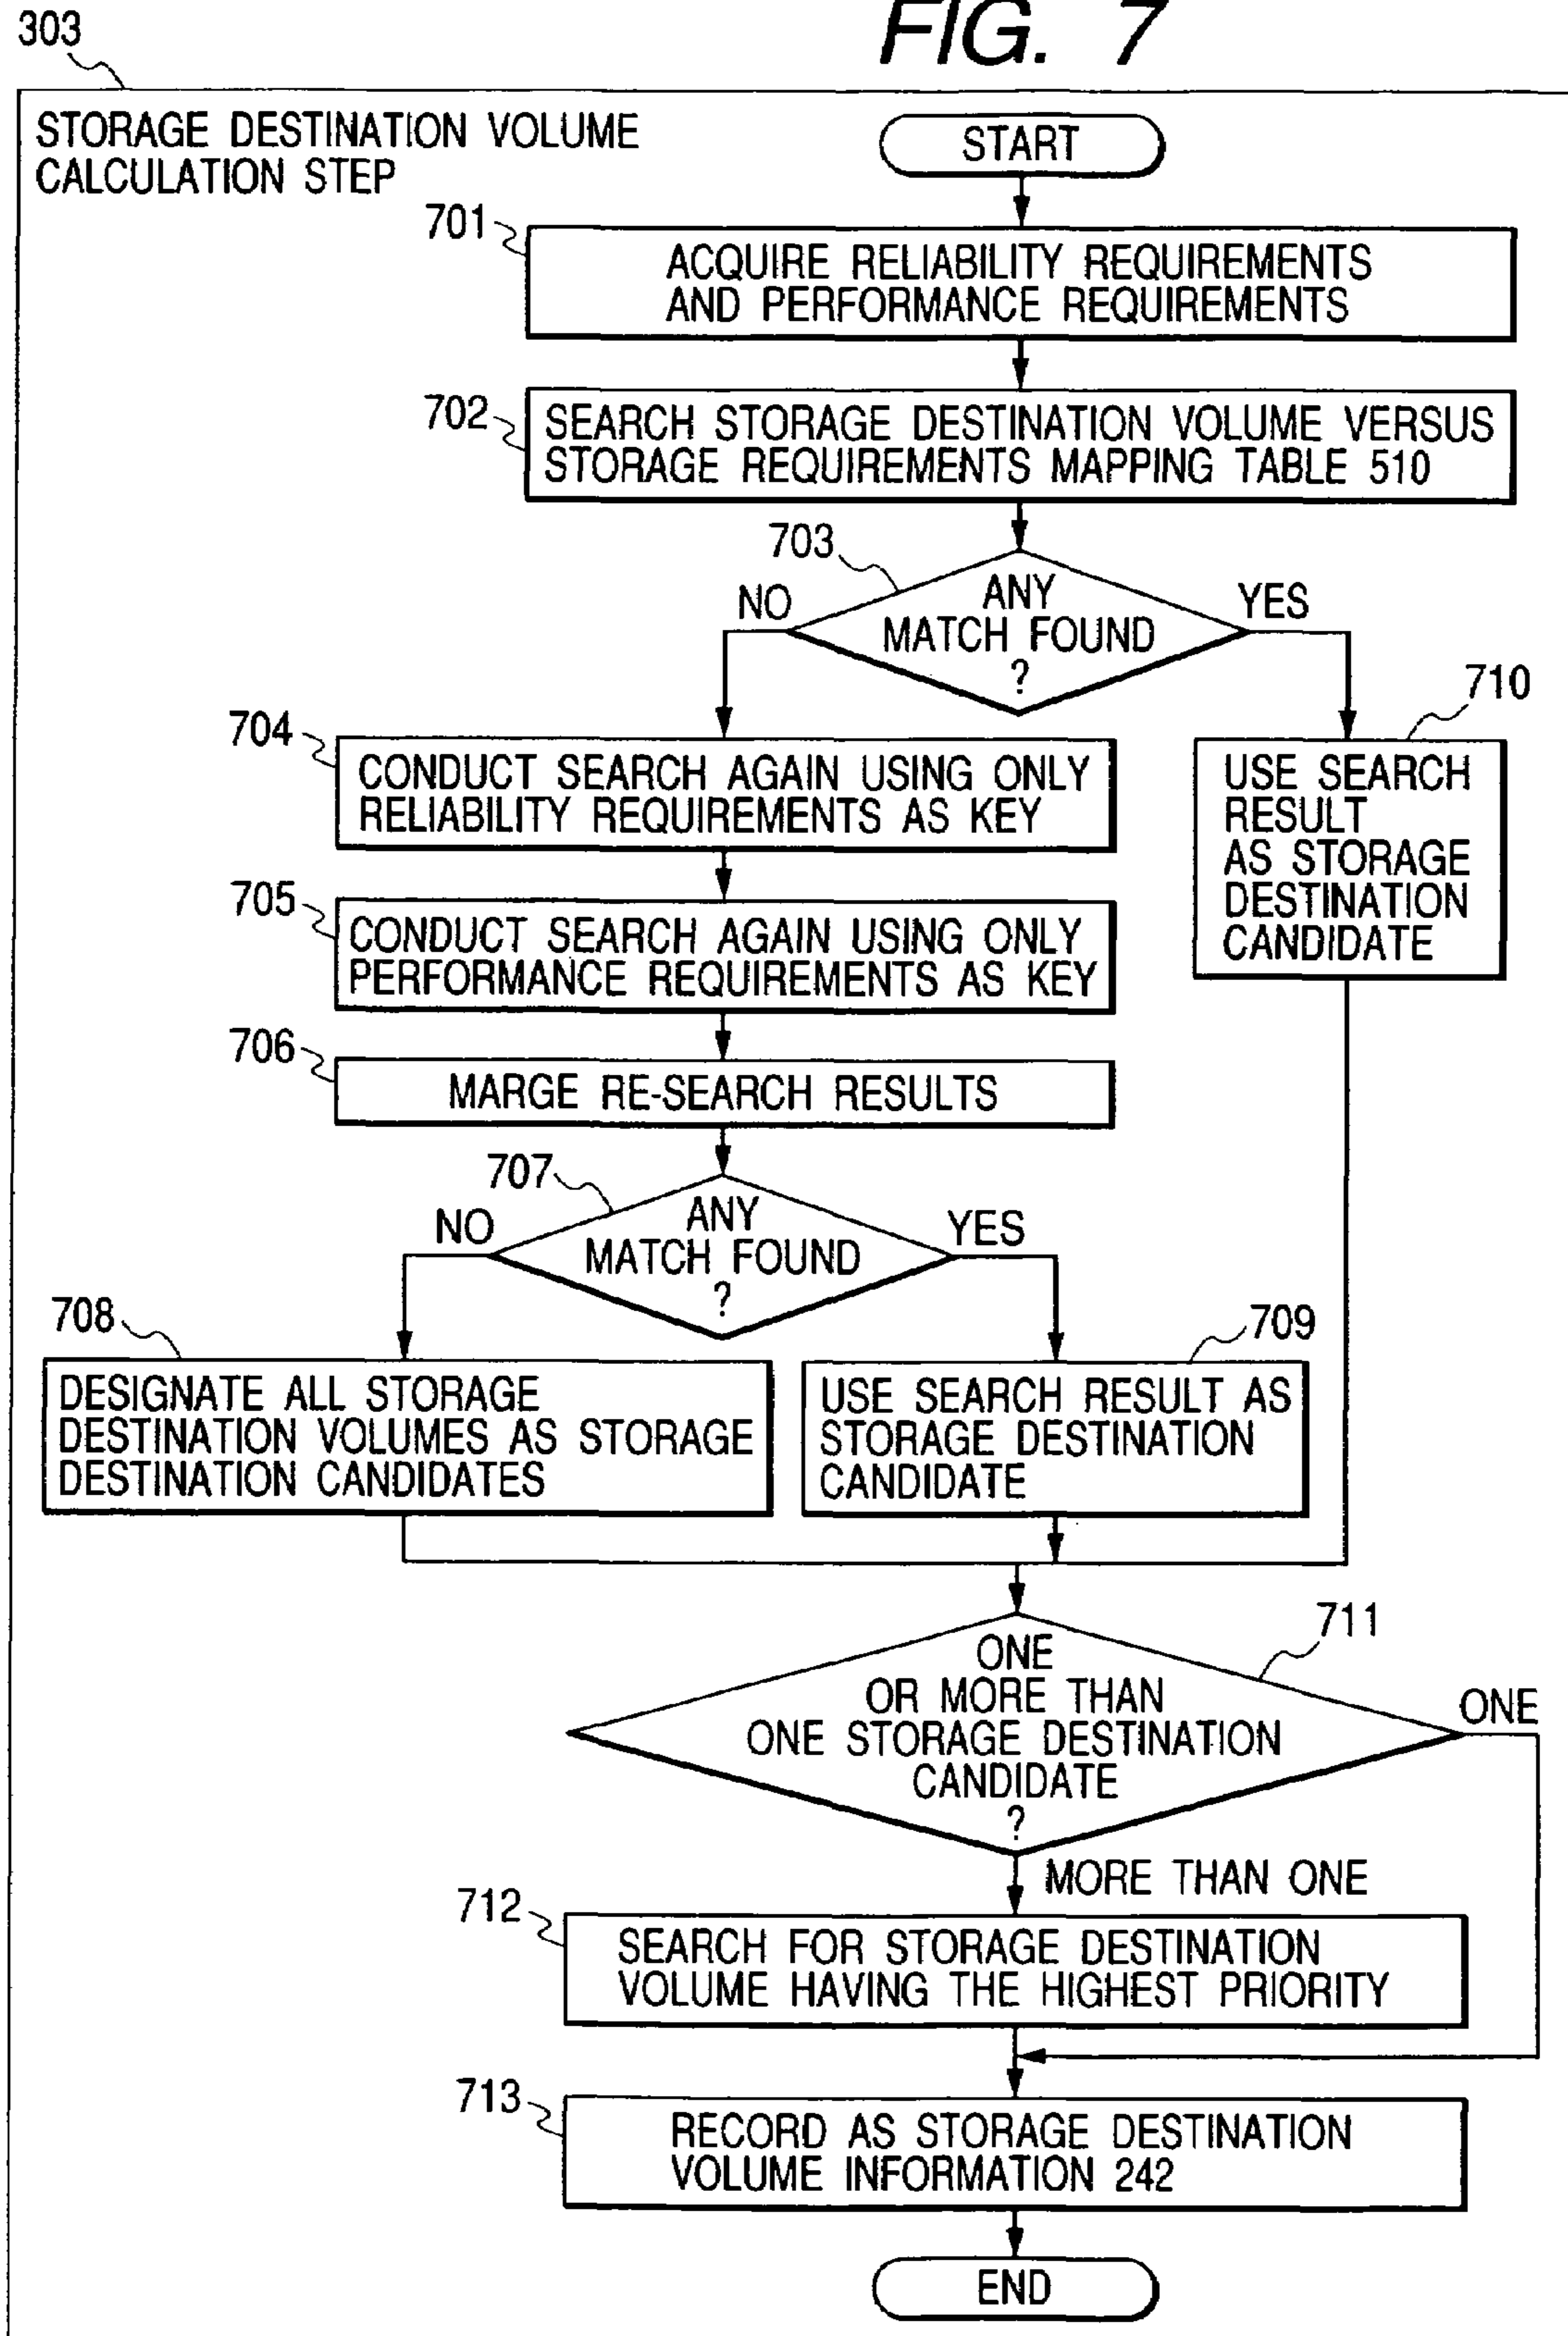 FIG. 7
303
STORAGE DESTINATION VOLUME
CALCULATION STEP
START
701
ACQUIRE RELIABILITY REQUIREMENTS
AND PERFORMANCE REQUIREMENTS
702
SEARCH STORAGE DESTINATION VOLUME VERSUS
STORAGE REQUIREMENTS MAPPING TABLE 510
703
NO
ANY
MATCH FOUND
?
YES
704
CONDUCT SEARCH AGAIN USING ONLY
RELIABILITY REQUIREMENTS AS KEY
710
USE SEARCH
RESULT
AS STORAGE
DESTINATION
CANDIDATE
705
CONDUCT SEARCH AGAIN USING ONLY
PERFORMANCE REQUIREMENTS AS KEY
706
MARGE RE-SEARCH RESULTS
707
NO
ANY
MATCH FOUND
?
YES
708
DESIGNATE ALL STORAGE
DESTINATION VOLUMES AS STORAGE
DESTINATION CANDIDATES
709
USE SEARCH RESULT AS
STORAGE DESTINATION
CANDIDATE
711
ONE
OR MORE THAN
ONE STORAGE DESTINATION
CANDIDATE
?
ONE
MORE THAN ONE
712
SEARCH FOR STORAGE DESTINATION
VOLUME HAVING THE HIGHEST PRIORITY
713
RECORD AS STORAGE DESTINATION
VOLUME INFORMATION 242
END